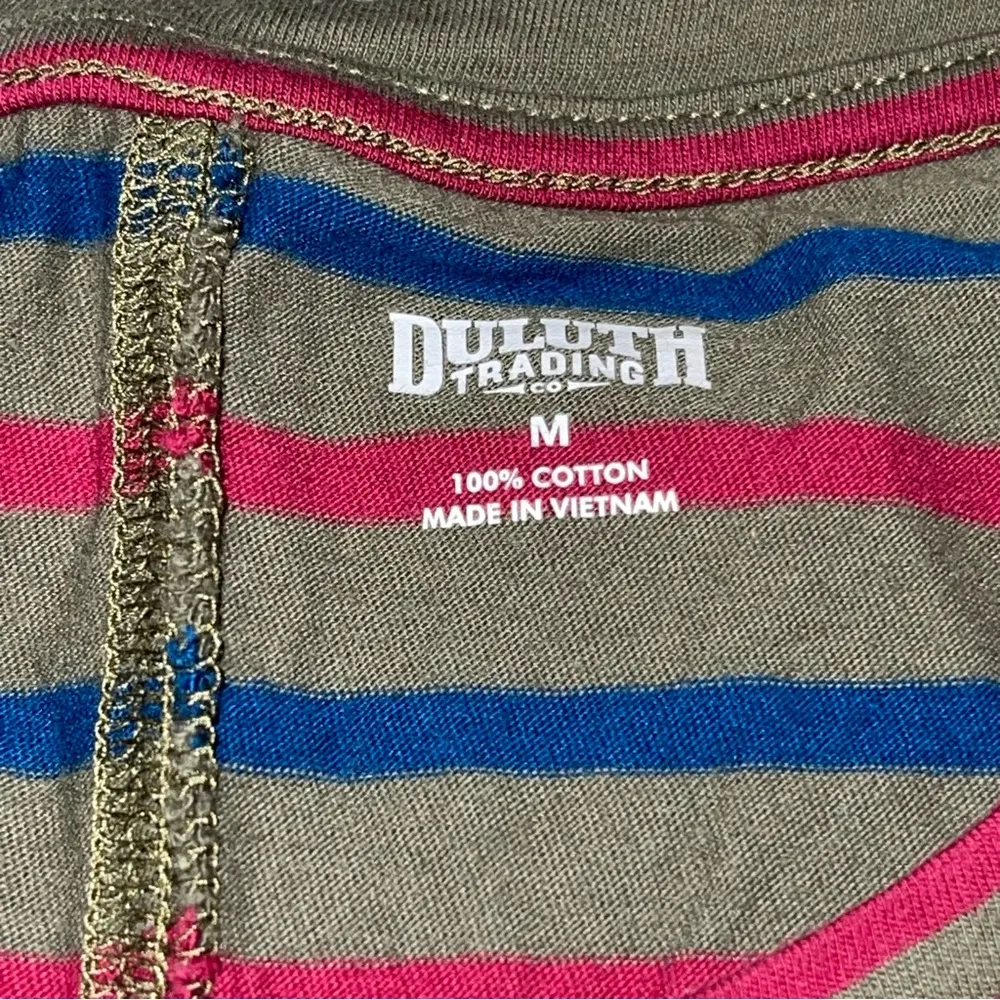 DULUTH
TRADING
CO
M
100% COTTON
MADE IN VIETNAM